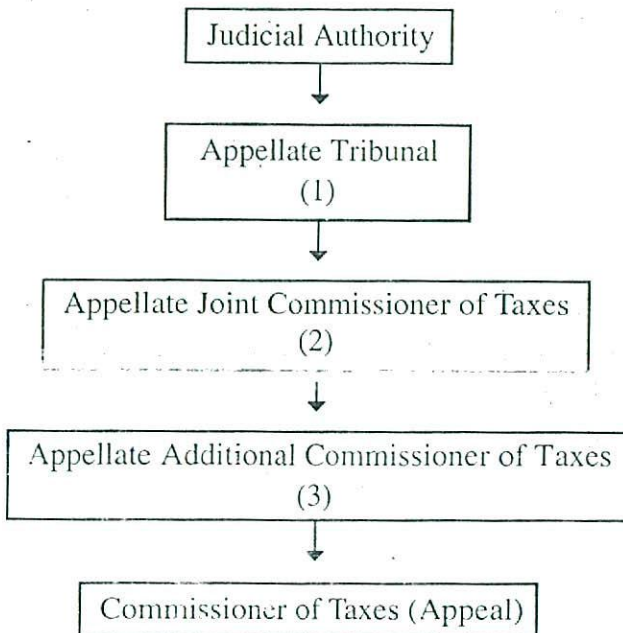 Judicial Authority
Appellate Tribunal
(1)
Appellate Joint Commissioner of Taxes
(2)
Appellate Additional Commissioner of Taxes
(3)
Commissioner of Taxes (Appeal)